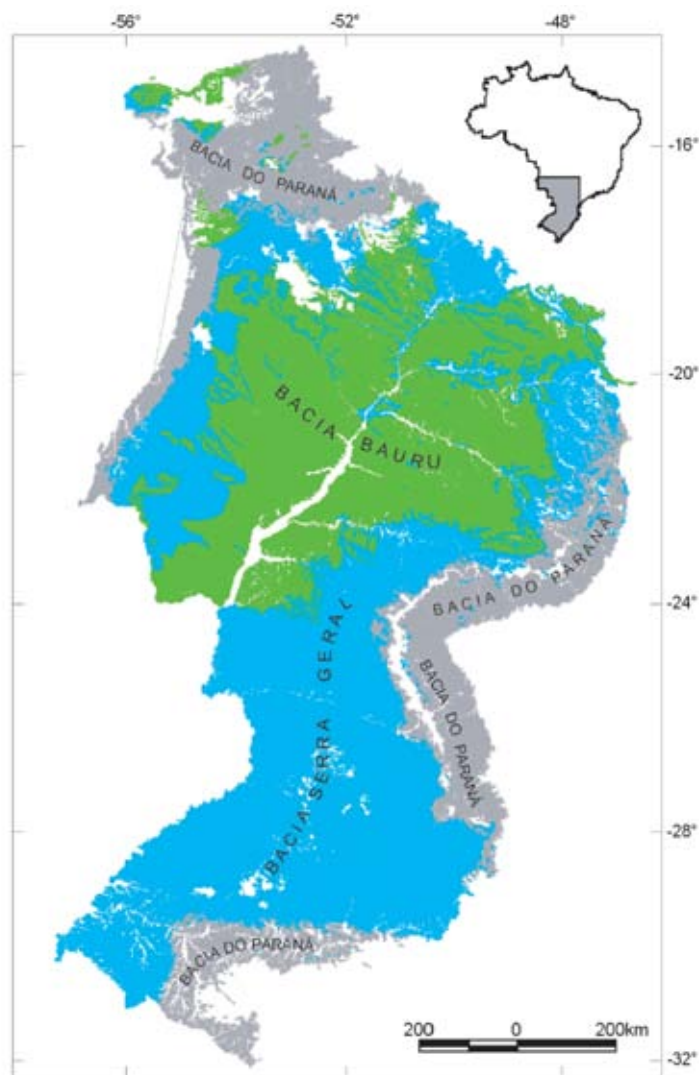 -56°
-52°
-48°
-16°
BACIA DO PARANÁ
-20°
BACIA BAURU
BACIA DO PARANÁ
-24°
BACIA SERRA GERAL
BACIA DO PARANÁ
-28°
BACIA DO PARANÁ
200 0 200km
-32°